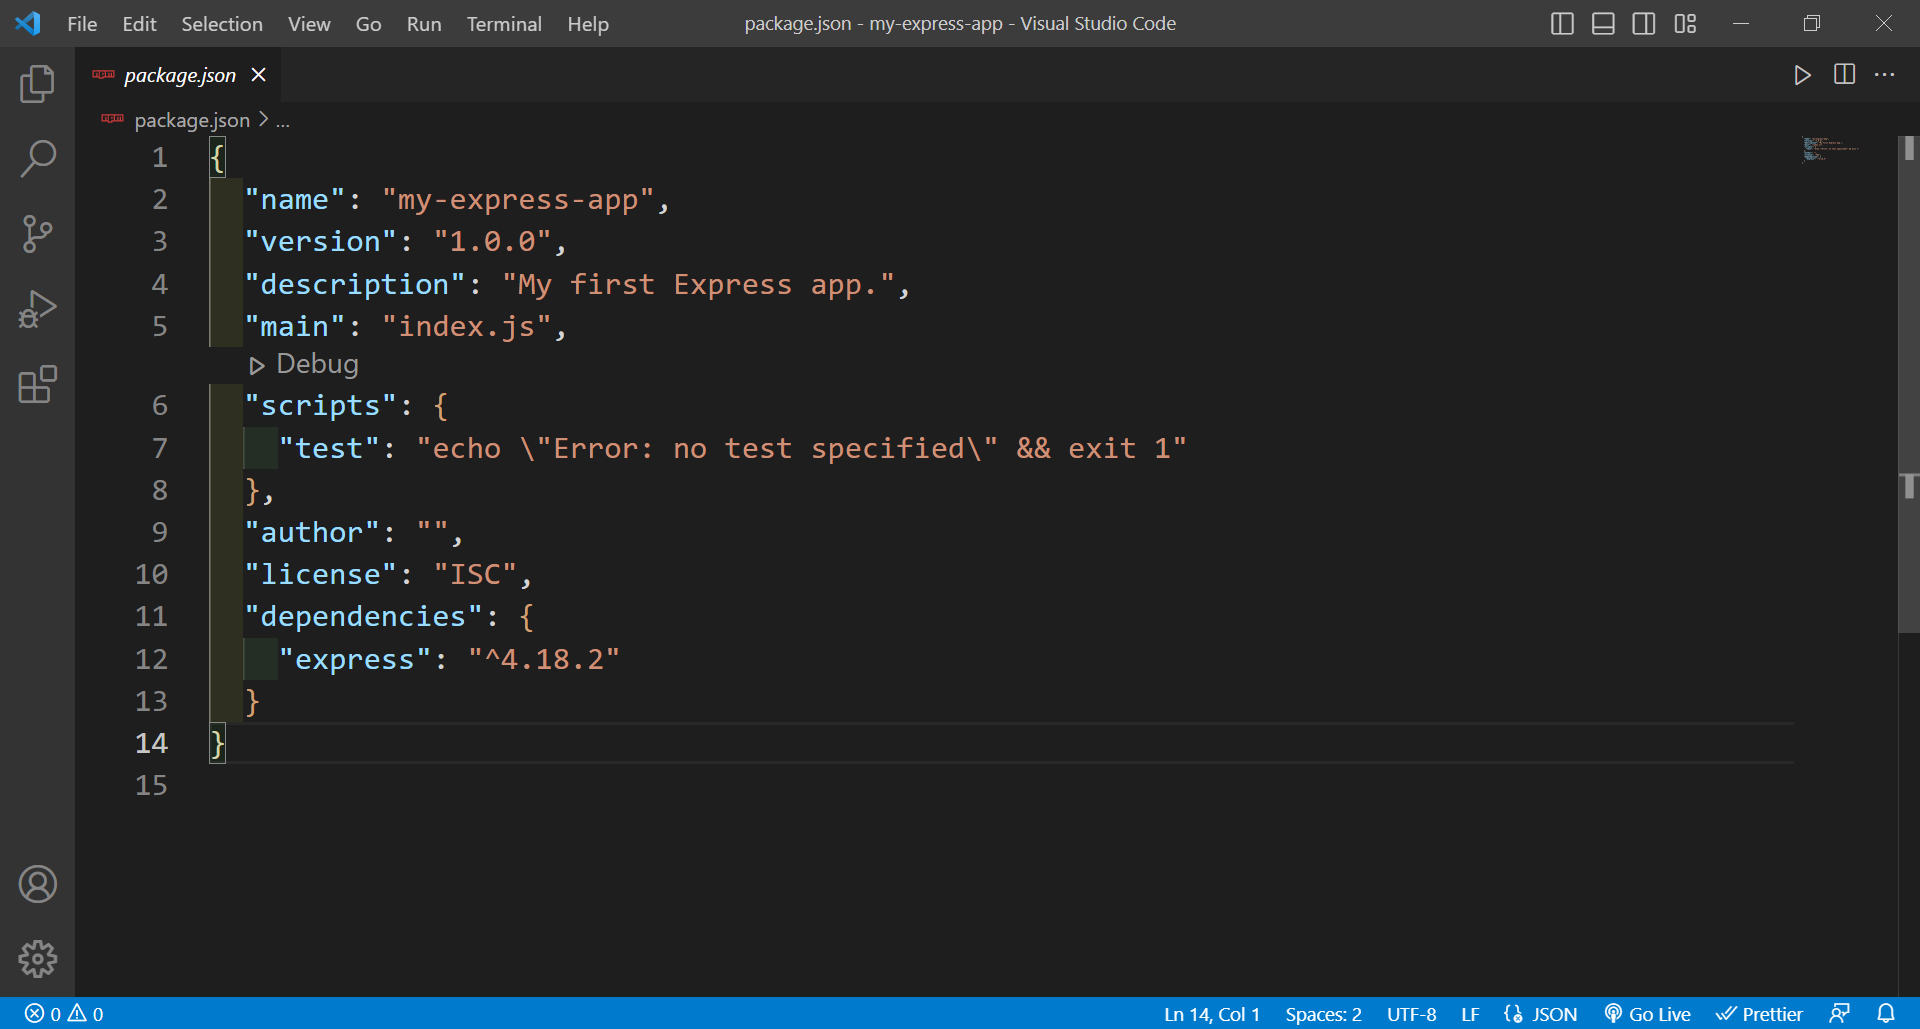 File Edit Selection View Go Run Terminal Help package.json - my-express-app - Visual Studio Code
package.json
package.json > ...
1 {
2 "name": "my-express-app",
3 "version": "1.0.0",
4 "description": "My first Express app.",
5 "main": "index.js",
Debug
6 "scripts": {
7 "test": "echo \"Error: no test specified\" && exit 1"
8 },
9 "author": "",
10 "license": "ISC",
11 "dependencies": {
12 "express": "^4.18.2"
13 }
14 }
15
0 0 Ln 14, Col 1 Spaces: 2 UTF-8 LF JSON Go Live Prettier